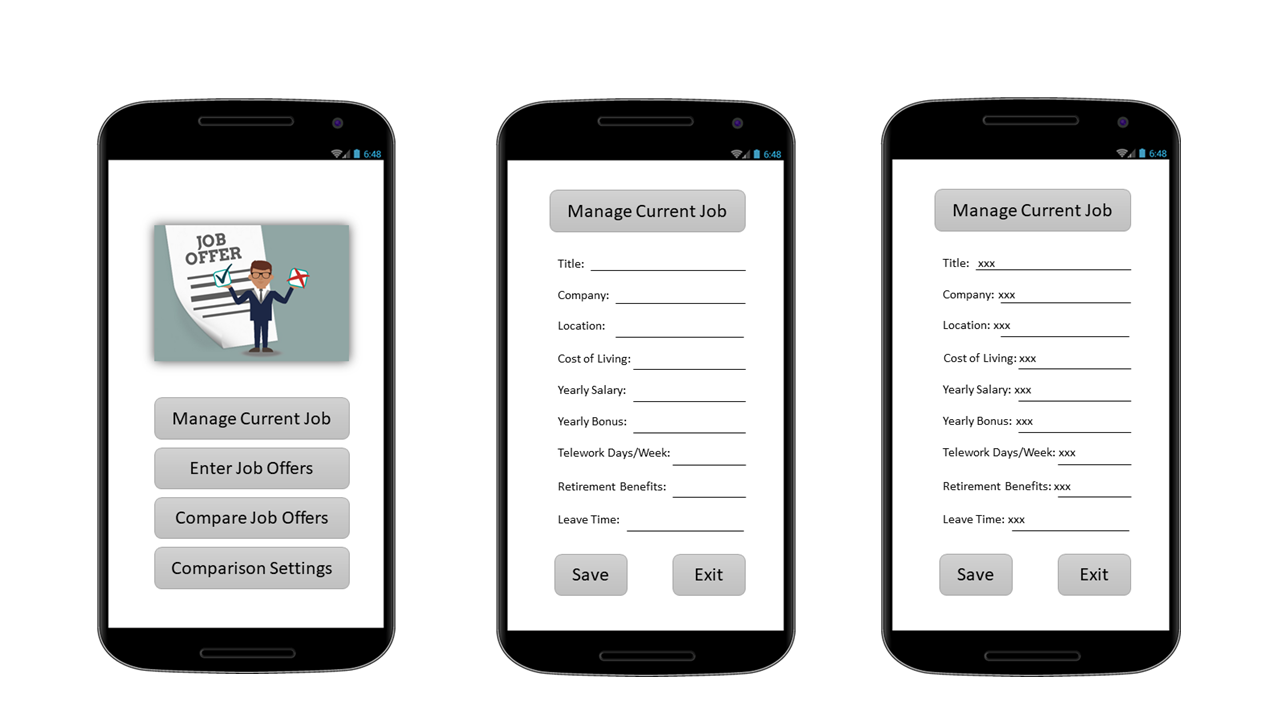 6:48
JOB
OFFER
Manage Current Job
Enter Job Offers
Compare Job Offers
Comparison Settings
6:48
Manage Current Job
Title:
Company:
Location:
Cost of Living:
Yearly Salary:
Yearly Bonus:
Telework Days/Week:
Retirement Benefits:
Leave Time:
Save Exit
6:48
Manage Current Job
Title: xxx
Company: xxx
Location: xxx
Cost of Living: xxx
Yearly Salary: xxx
Yearly Bonus: xxx
Telework Days/Week: xxx
Retirement Benefits: xxx
Leave Time: xxx
Save Exit